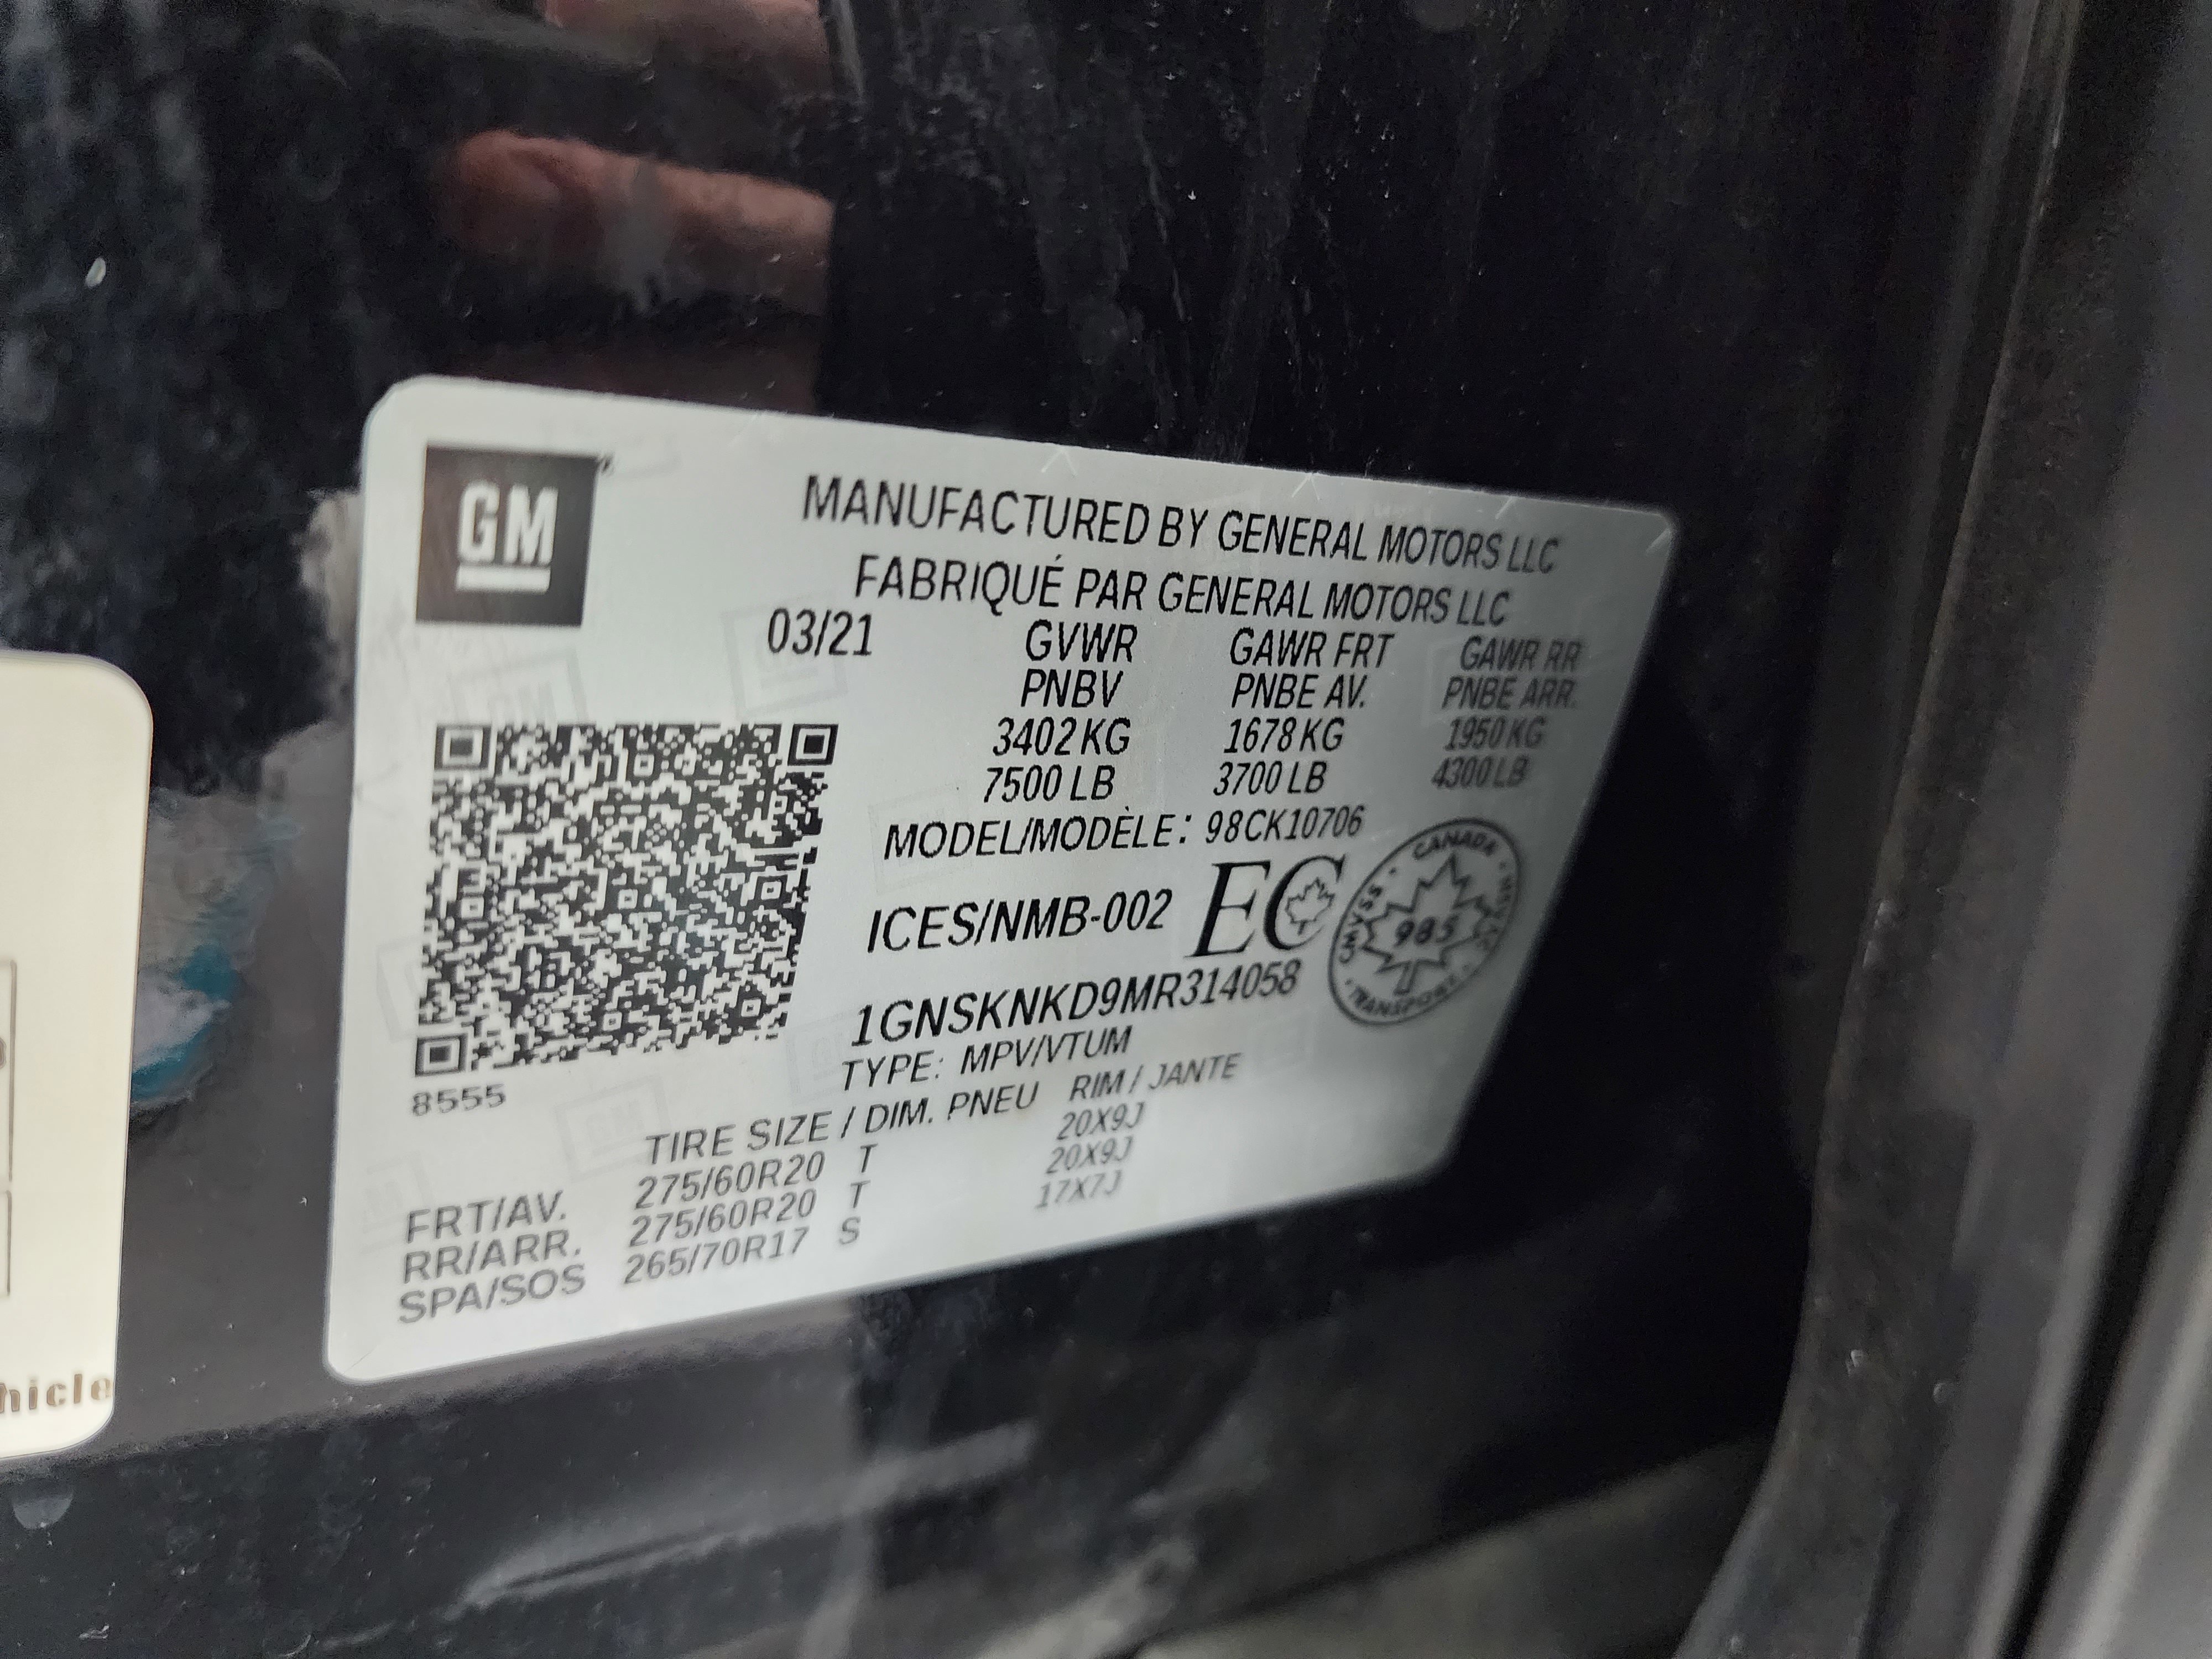 GM
MANUFACTURED BY GENERAL MOTORS LLC
FABRIQUÉ PAR GENERAL MOTORS LLC
03/21 GVWR GAWR FRT GAWR RR
PNBV PNBE AV. PNBE ARR.
3402 KG 1678 KG 1950 KG
7500 LB 3700 LB 4300 LB
MODEL/MODÈLE: 98CK10706
ICES/NMB-002 EC
CANADA
985
TRANSPORT
CMVSS
1GNSKNKD9MR314058
TYPE: MPV/VTUM
8555
TIRE SIZE / DIM. PNEU RIM / JANTE
FRT/AV. 275/60R20 T 20X9J
RR/ARR. 275/60R20 T 20X9J
SPA/SOS 265/70R17 S 17X7J
hicle